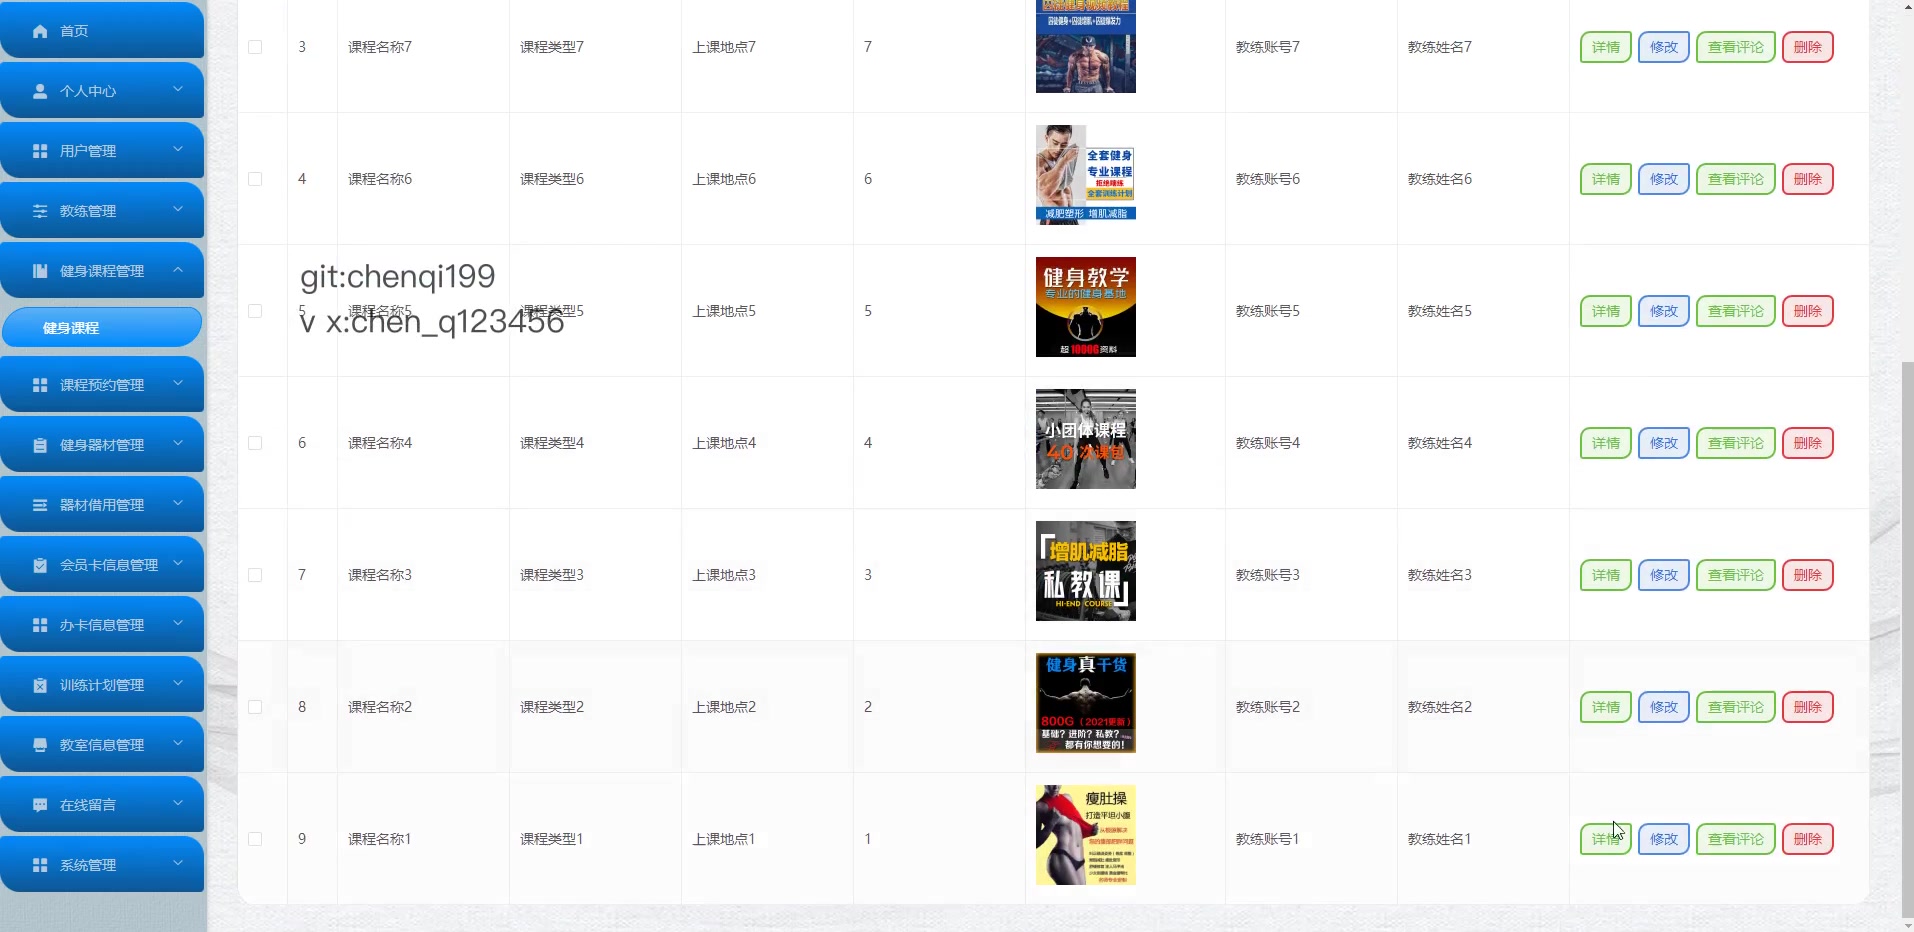 首页
个人中心
用户管理
教练管理
健身课程管理
健身课程
课程预约管理
健身器材管理
器材借用管理
会员卡信息管理
办卡信息管理
训练计划管理
教室信息管理
在线留言
系统管理
3 课程名称7 课程类型7 上课地点7 7 教练账号7 教练姓名7 详情 修改 查看评论 删除
4 课程名称6 课程类型6 上课地点6 6 教练账号6 教练姓名6 详情 修改 查看评论 删除
全套健身
专业课程
拒绝瞎练
全套训练计划
减肥塑形 增肌减脂
git:chenqi199
v x:chen_q123456
5 课程名称5 课程类型5 上课地点5 5 教练账号5 教练姓名5 详情 修改 查看评论 删除
健身教学
专业的健身基地
超1000G资料
6 课程名称4 课程类型4 上课地点4 4 教练账号4 教练姓名4 详情 修改 查看评论 删除
小团体课程
40次课包
7 课程名称3 课程类型3 上课地点3 3 教练账号3 教练姓名3 详情 修改 查看评论 删除
「增肌减脂
私教课」
HI-END COURSE
8 课程名称2 课程类型2 上课地点2 2 教练账号2 教练姓名2 详情 修改 查看评论 删除
健身真干货
800G（2021更新）
基础？进阶？私教？
都有你想要的！
9 课程名称1 课程类型1 上课地点1 1 教练账号1 教练姓名1 详情 修改 查看评论 删除
瘦肚操
打造平坦小腹